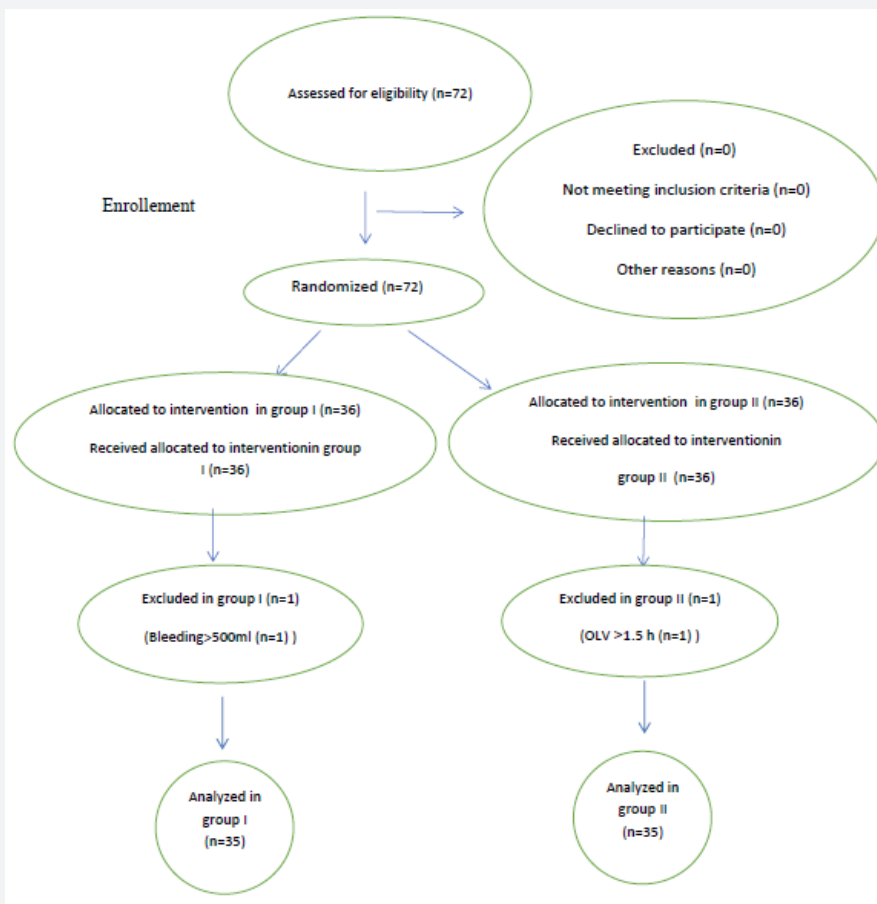 Assessed for eligibility (n=72)
Excluded (n=0)
Not meeting inclusion criteria (n=0)
Declined to participate (n=0)
Other reasons (n=0)
Enrollement
Randomized (n=72)
Allocated to intervention in group I (n=36)
Received allocated to interventionin group
I (n=36)
Allocated to intervention in group II (n=36)
Received allocated to interventionin
group II (n=36)
Excluded in group I (n=1)
(Bleeding>500ml (n=1) )
Excluded in group II (n=1)
(OLV >1.5 h (n=1) )
Analyzed in
group I
(n=35)
Analyzed in
group II
(n=35)